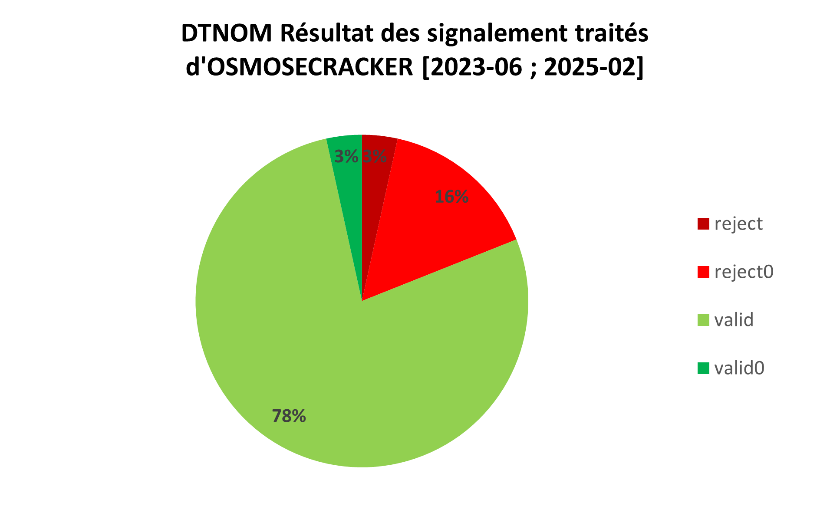 DTNOM Résultat des signalement traités
d'OSMOSECRACKER [2023-06 ; 2025-02]
3% 3%
16%
78%
reject
reject0
valid
valid0